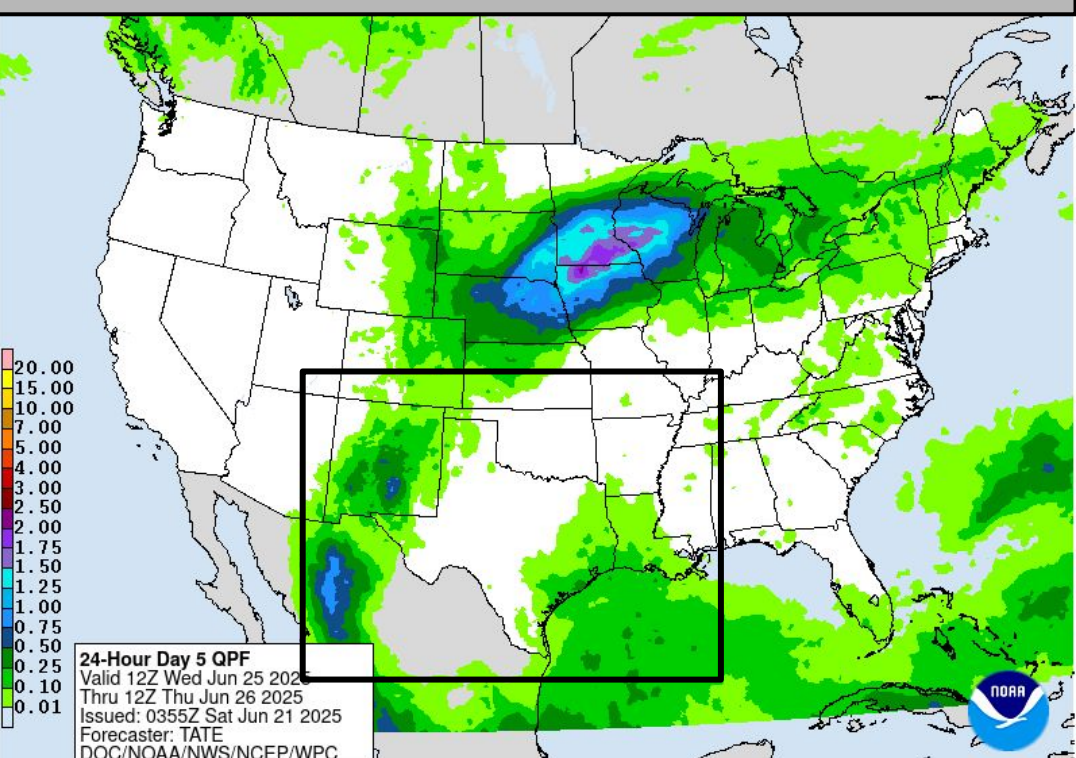 20.00
15.00
10.00
7.00
5.00
4.00
3.00
2.50
2.00
1.75
1.50
1.25
1.00
0.75
0.50
0.25
0.10
0.01
24-Hour Day 5 QPF
Valid 12Z Wed Jun 25 2025
Thru 12Z Thu Jun 26 2025
Issued: 0355Z Sat Jun 21 2025
Forecaster: TATE
DOC/NOAA/NWS/NCEP/WPC
NOAA